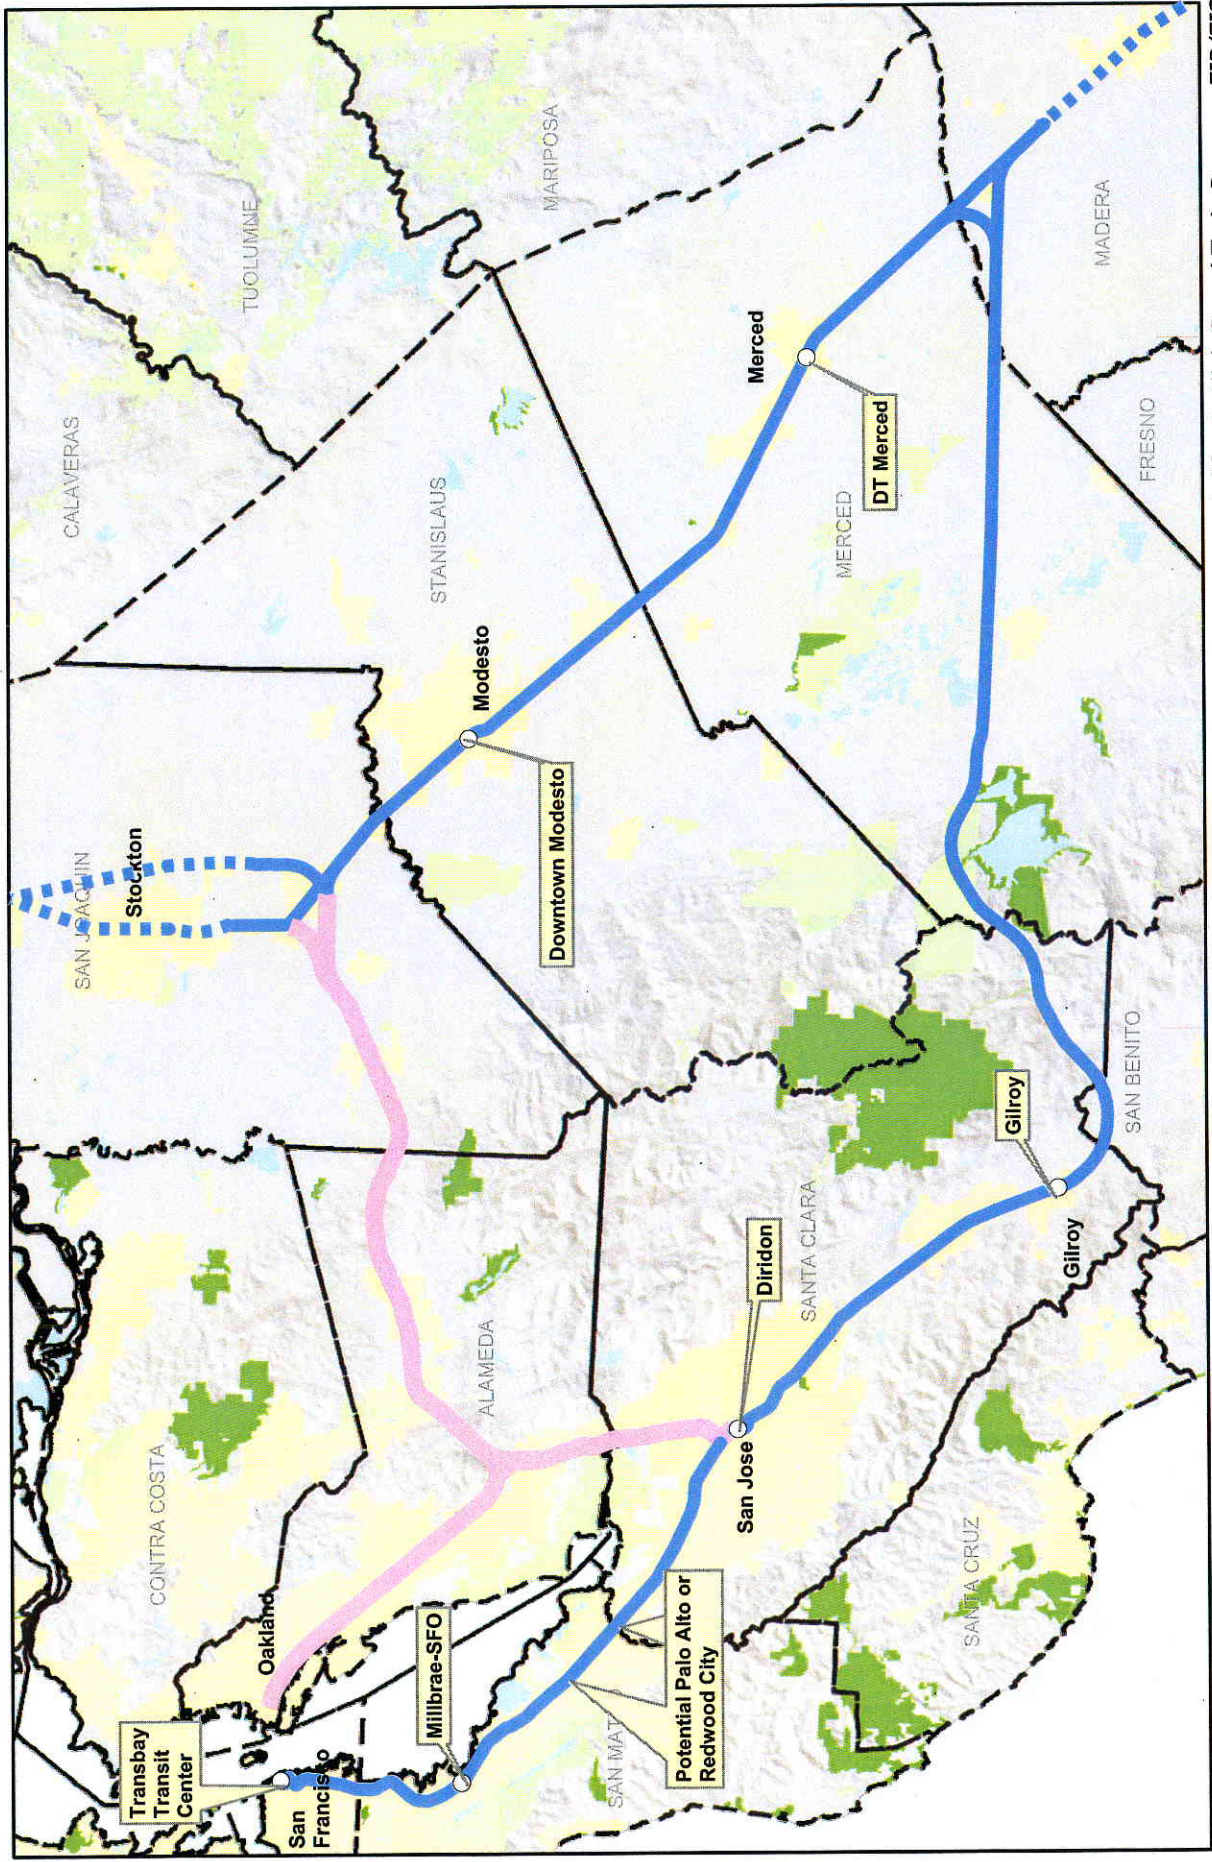 CALAVERAS
TUOLUMNE
MARIPOSA
SAN JOAQUIN
Stockton
STANISLAUS
Modesto
Downtown Modesto
Merced
DT Merced
MERCED
MADERA
FRESNO
CONTRA COSTA
Oakland
ALAMEDA
Transbay
Transit
Center
San
Francisco
Millbrae-SFO
SAN MAT
Potential Palo Alto or
Redwood City
San Jose
Diridon
SANTA CLARA
Gilroy
Gilroy
SAN BENITO
SANTA CRUZ